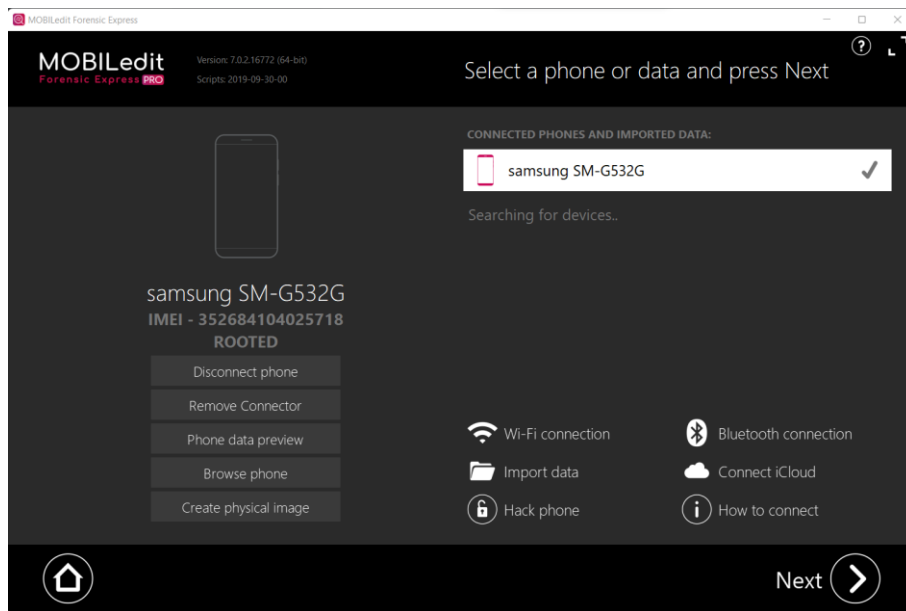 MOBILedit Forensic Express
MOBILedit
Forensic Express PRO
Version: 7.0.2.16772 (64-bit)
Scripts: 2019-09-30-00
Select a phone or data and press Next
?
CONNECTED PHONES AND IMPORTED DATA:
samsung SM-G532G
Searching for devices..
samsung SM-G532G
IMEI - 352684104025718
ROOTED
Disconnect phone
Remove Connector
Phone data preview
Browse phone
Create physical image
Wi-Fi connection
Bluetooth connection
Import data
Connect iCloud
Hack phone
i
How to connect
Next